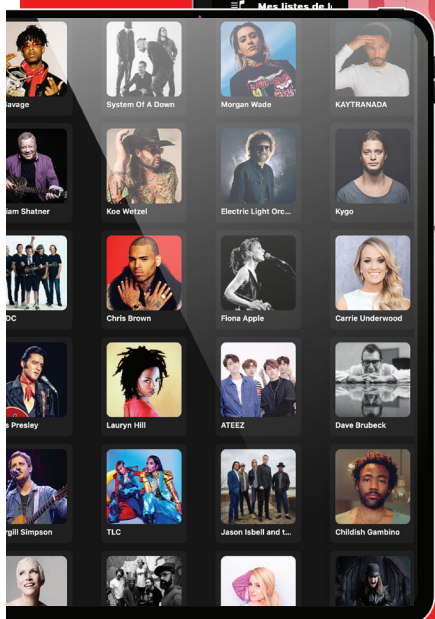 Mes listes de l
Savage
System Of A Down
Morgan Wade
KAYTRANADA
iam Shatner
Koe Wetzel
Electric Light Orc...
Kygo
DC
Chris Brown
Fiona Apple
Carrie Underwood
s Presley
Lauryn Hill
ATEEZ
Dave Brubeck
rgill Simpson
TLC
Jason Isbell and t...
Childish Gambino